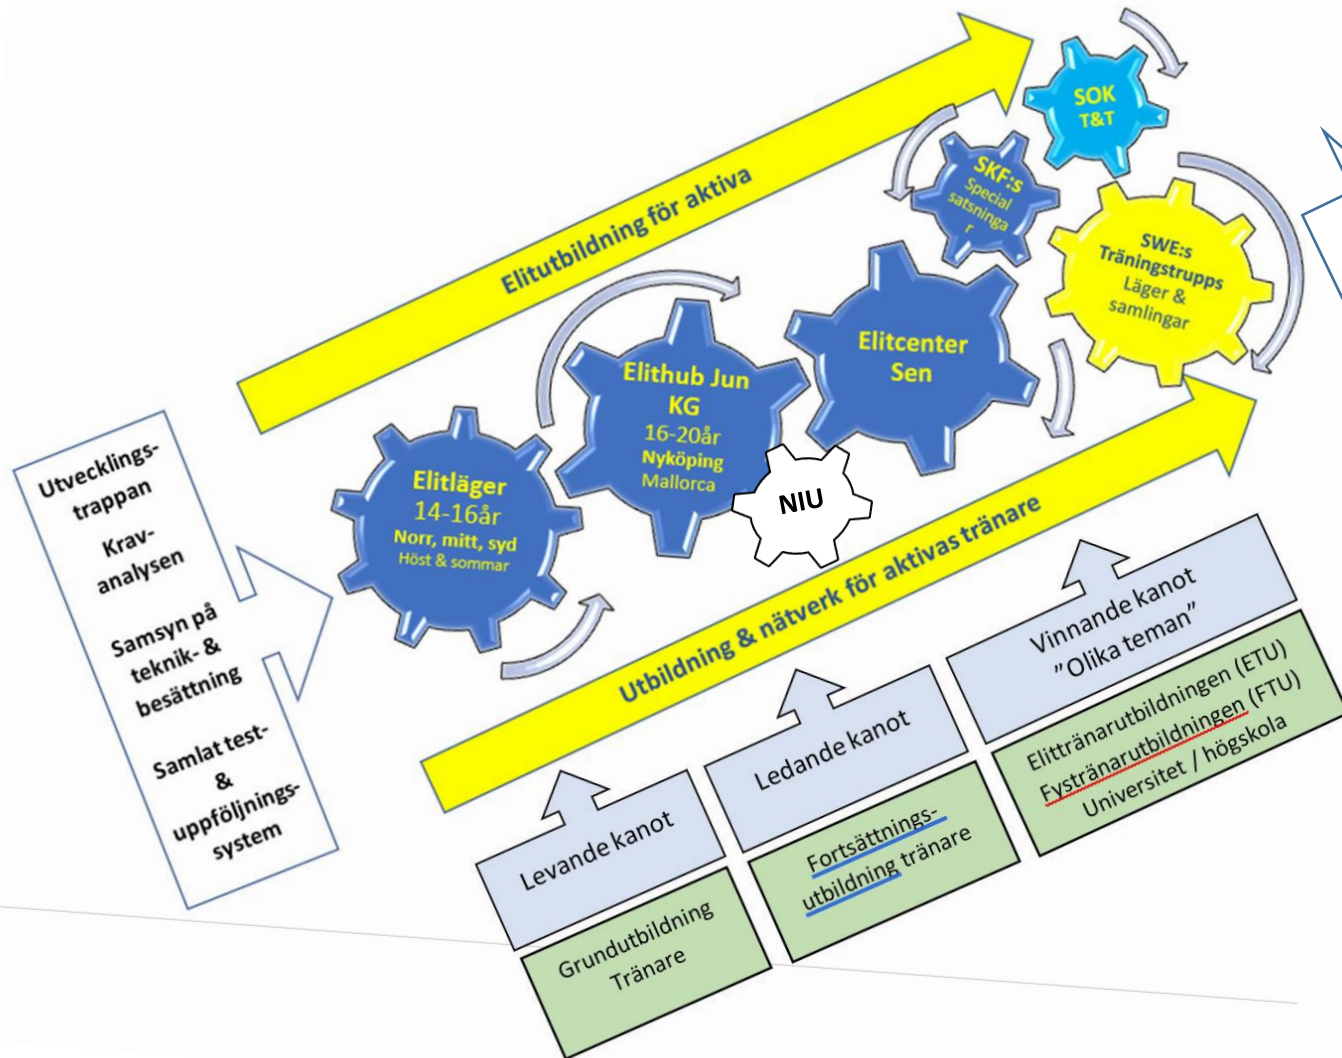 Elitutbildning för aktiva
SOK
T&T
SKF:s
Special
satsninga
r
SWE:s
Träningstrupps
Läger &
samlingar
Elitcenter
Sen
Elithub Jun
KG
16-20år
Nyköping
Mallorca
NIU
Elitläger
14-16år
Norr, mitt, syd
Höst & sommar
Utvecklings-
trappan
Krav-
analysen
Samsyn på
teknik- &
besättning
Samlat test-
&
uppföljnings-
system
Utbildning & nätverk för aktivas tränare
Levande kanot
Grundutbildning
Tränare
Ledande kanot
Fortsättnings-
utbildning tränare
Vinnande kanot
"Olika teman"
Elittränarutbildningen (ETU)
Fystränarutbildningen (FTU)
Universitet / högskola